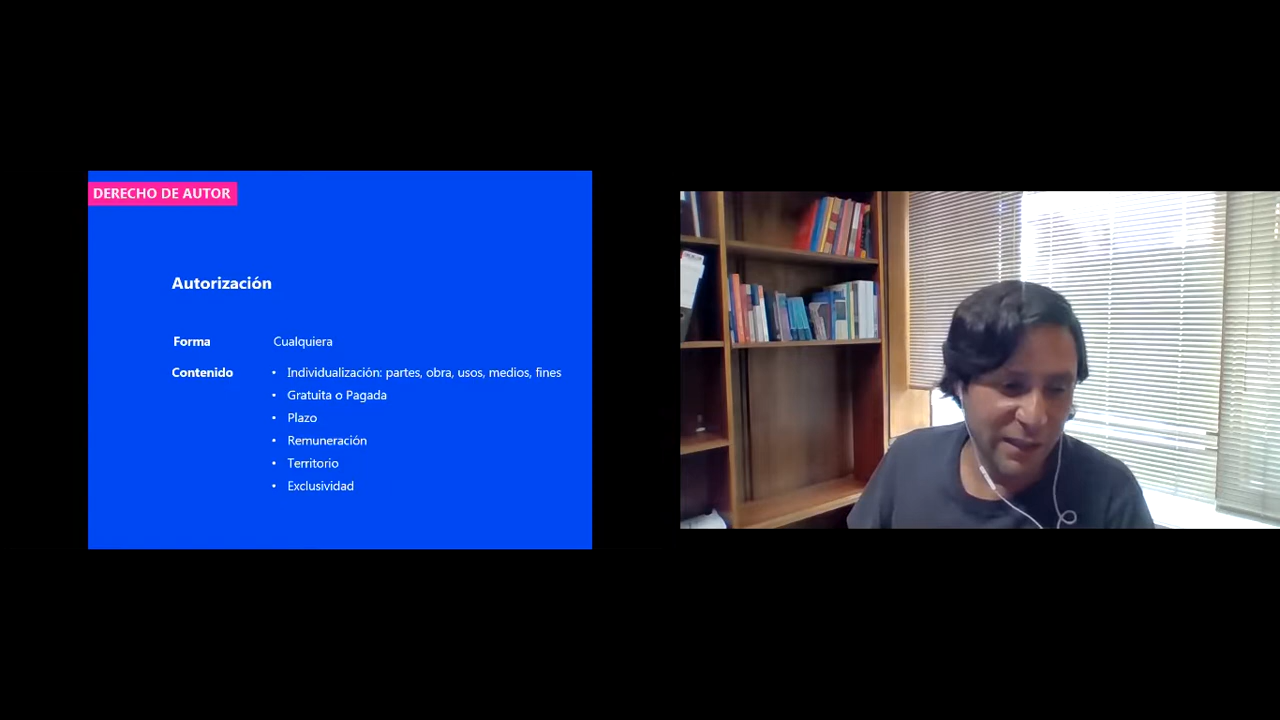 DERECHO DE AUTOR
Autorización
Forma Cualquiera
Contenido • Individualización: partes, obra, usos, medios, fines
• Gratuita o Pagada
• Plazo
• Remuneración
• Territorio
• Exclusividad